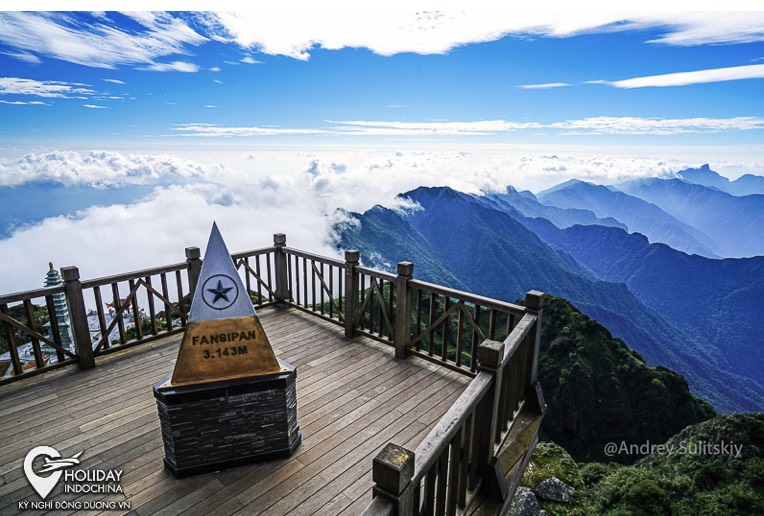 FANSIPAN
3.143M
@Andrey Sulitskiy
HOLIDAY
INDOCHINA
KỲ NGHỈ ĐÔNG DƯƠNG VN